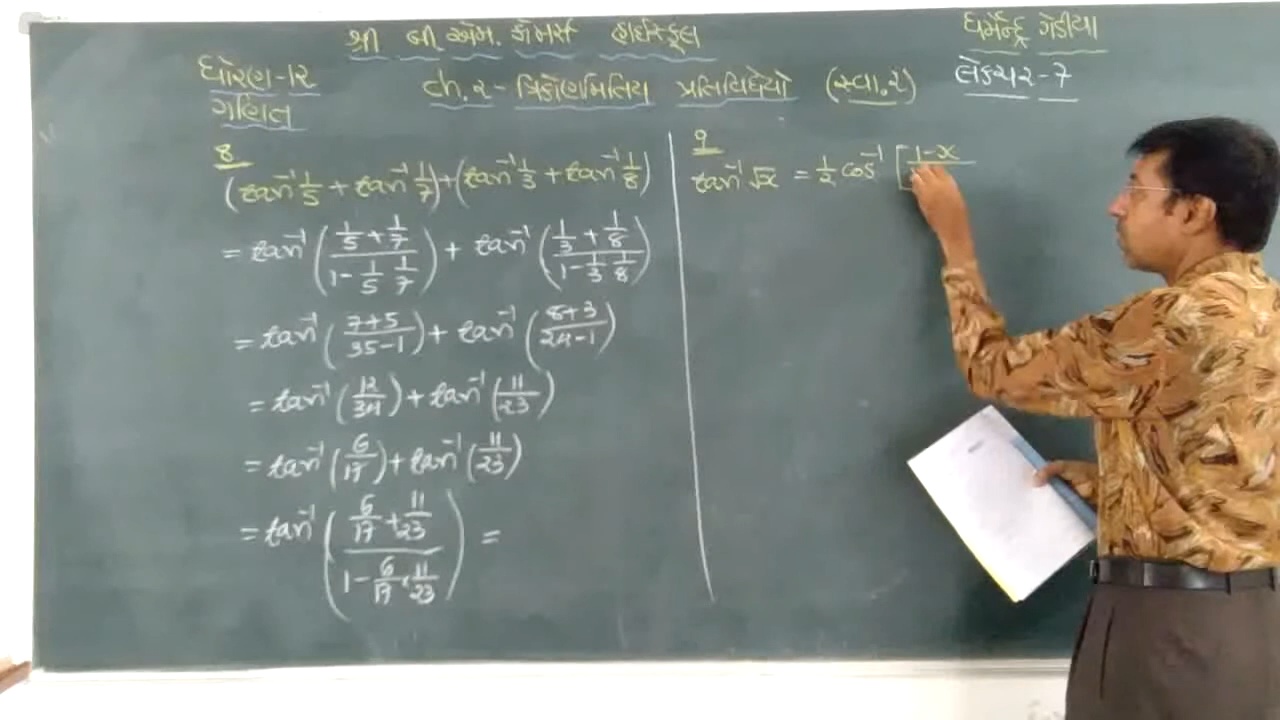 શ્રી બી.એમ. કોમર્સ હાઈસ્કૂલ
ધર્મેન્દ્ર ગેડીયા
ધોરણ-૧૨
ગણિત
ch.૨ - ત્રિકોણમિતિય પ્રતિવિધેયો (સ્વા.૨)
લેક્ચર-7
8
(tan⁻¹ 1/5 + tan⁻¹ 1/7) + (tan⁻¹ 1/3 + tan⁻¹ 1/8)
= tan⁻¹ ((1/5 + 1/7)/(1 - 1/5 1/7)) + tan⁻¹ ((1/3 + 1/8)/(1 - 1/3 1/8))
= tan⁻¹ ((7+5)/(35-1)) + tan⁻¹ ((8+3)/(24-1))
= tan⁻¹ (12/34) + tan⁻¹ (11/23)
= tan⁻¹ (6/17) + tan⁻¹ (11/23)
= tan⁻¹ ((6/17 + 11/23)/(1 - 6/17 · 11/23)) =
9
tan⁻¹ √x = 1/2 cos⁻¹ [1-x